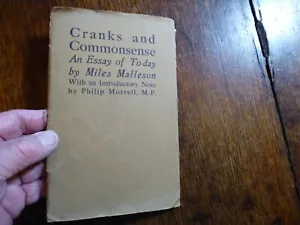 Cranks and
Commonsense
An Essay of To-day
by Miles Malleson
With an Introductory Note
by Philip Morrell, M.P.